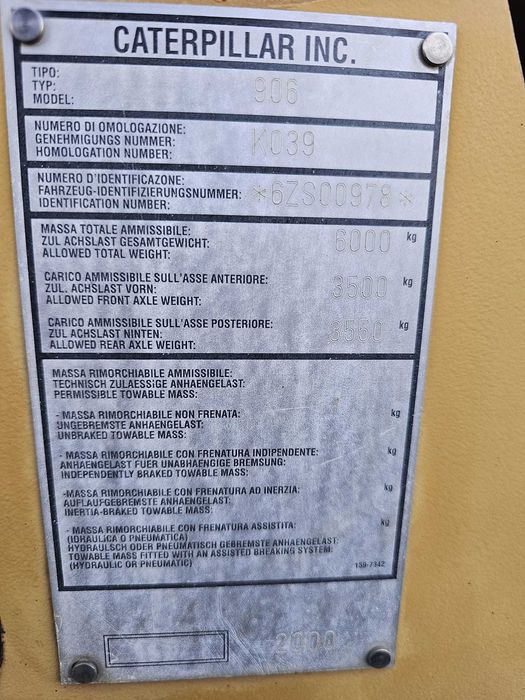 CATERPILLAR INC.
TIPO:
TYP:
MODEL: 906
NUMERO DI OMOLOGAZIONE:
GENEHMIGUNGS NUMMER:
HOMOLOGATION NUMBER: K039
NUMERO D'IDENTIFICAZONE:
FAHRZEUG-IDENTIFIZIERUNGSNUMMER: *6ZS00978*
IDENTIFICATION NUMBER:
MASSA TOTALE AMMISSIBILE:
ZUL ACHSLAST GESAMTGEWICHT: 6000 kg
ALLOWED TOTAL WEIGHT:
CARICO AMMISSIBILE SULL'ASSE ANTERIORE:
ZUL. ACHSLAST VORN: 3500 kg
ALLOWED FRONT AXLE WEIGHT:
CARICO AMMISSIBILE SULL'ASSE POSTERIORE:
ZUL ACHSLAST NINTEN: 3550 kg
ALLOWED REAR AXLE WEIGHT:
MASSA RIMORCHIABILE AMMISSIBILE:
TECHNISCH ZULAESSIGE ANHAENGELAST:
PERMISSIBLE TOWABLE MASS:
- MASSA RIMORCHIABILE NON FRENATA: kg
UNGEBREMSTE ANHAENGELAST:
UNBRAKED TOWABLE MASS:
- MASSA RIMORCHIABILE CON FRENATURA INDIPENDENTE: kg
ANHAENGELAST FUER UNABHAENGIGE BREMSUNG:
INDEPENDENTLY BRAKED TOWABLE MASS:
-MASSA RIMORCHIABILE CON FRENATURA AD INERZIA: kg
AUFLAUFGEBREMSTE ANHAENGELAST:
INERTIA-BRAKED TOWABLE MASS:
- MASSA RIMORCHIABILE CON FRENATURA ASSISTITA: kg
(IDRAULICA O PNEUMATICA)
HYDRAULSCH ODER PNEUMATISCH GEBREMSTE ANHAENGELAST:
TOWABLE MASS FITTED WITH AN ASSISTED BREAKING SYSTEM:
(HYDRAULIC OR PNEUMATIC) 159-7342
2000